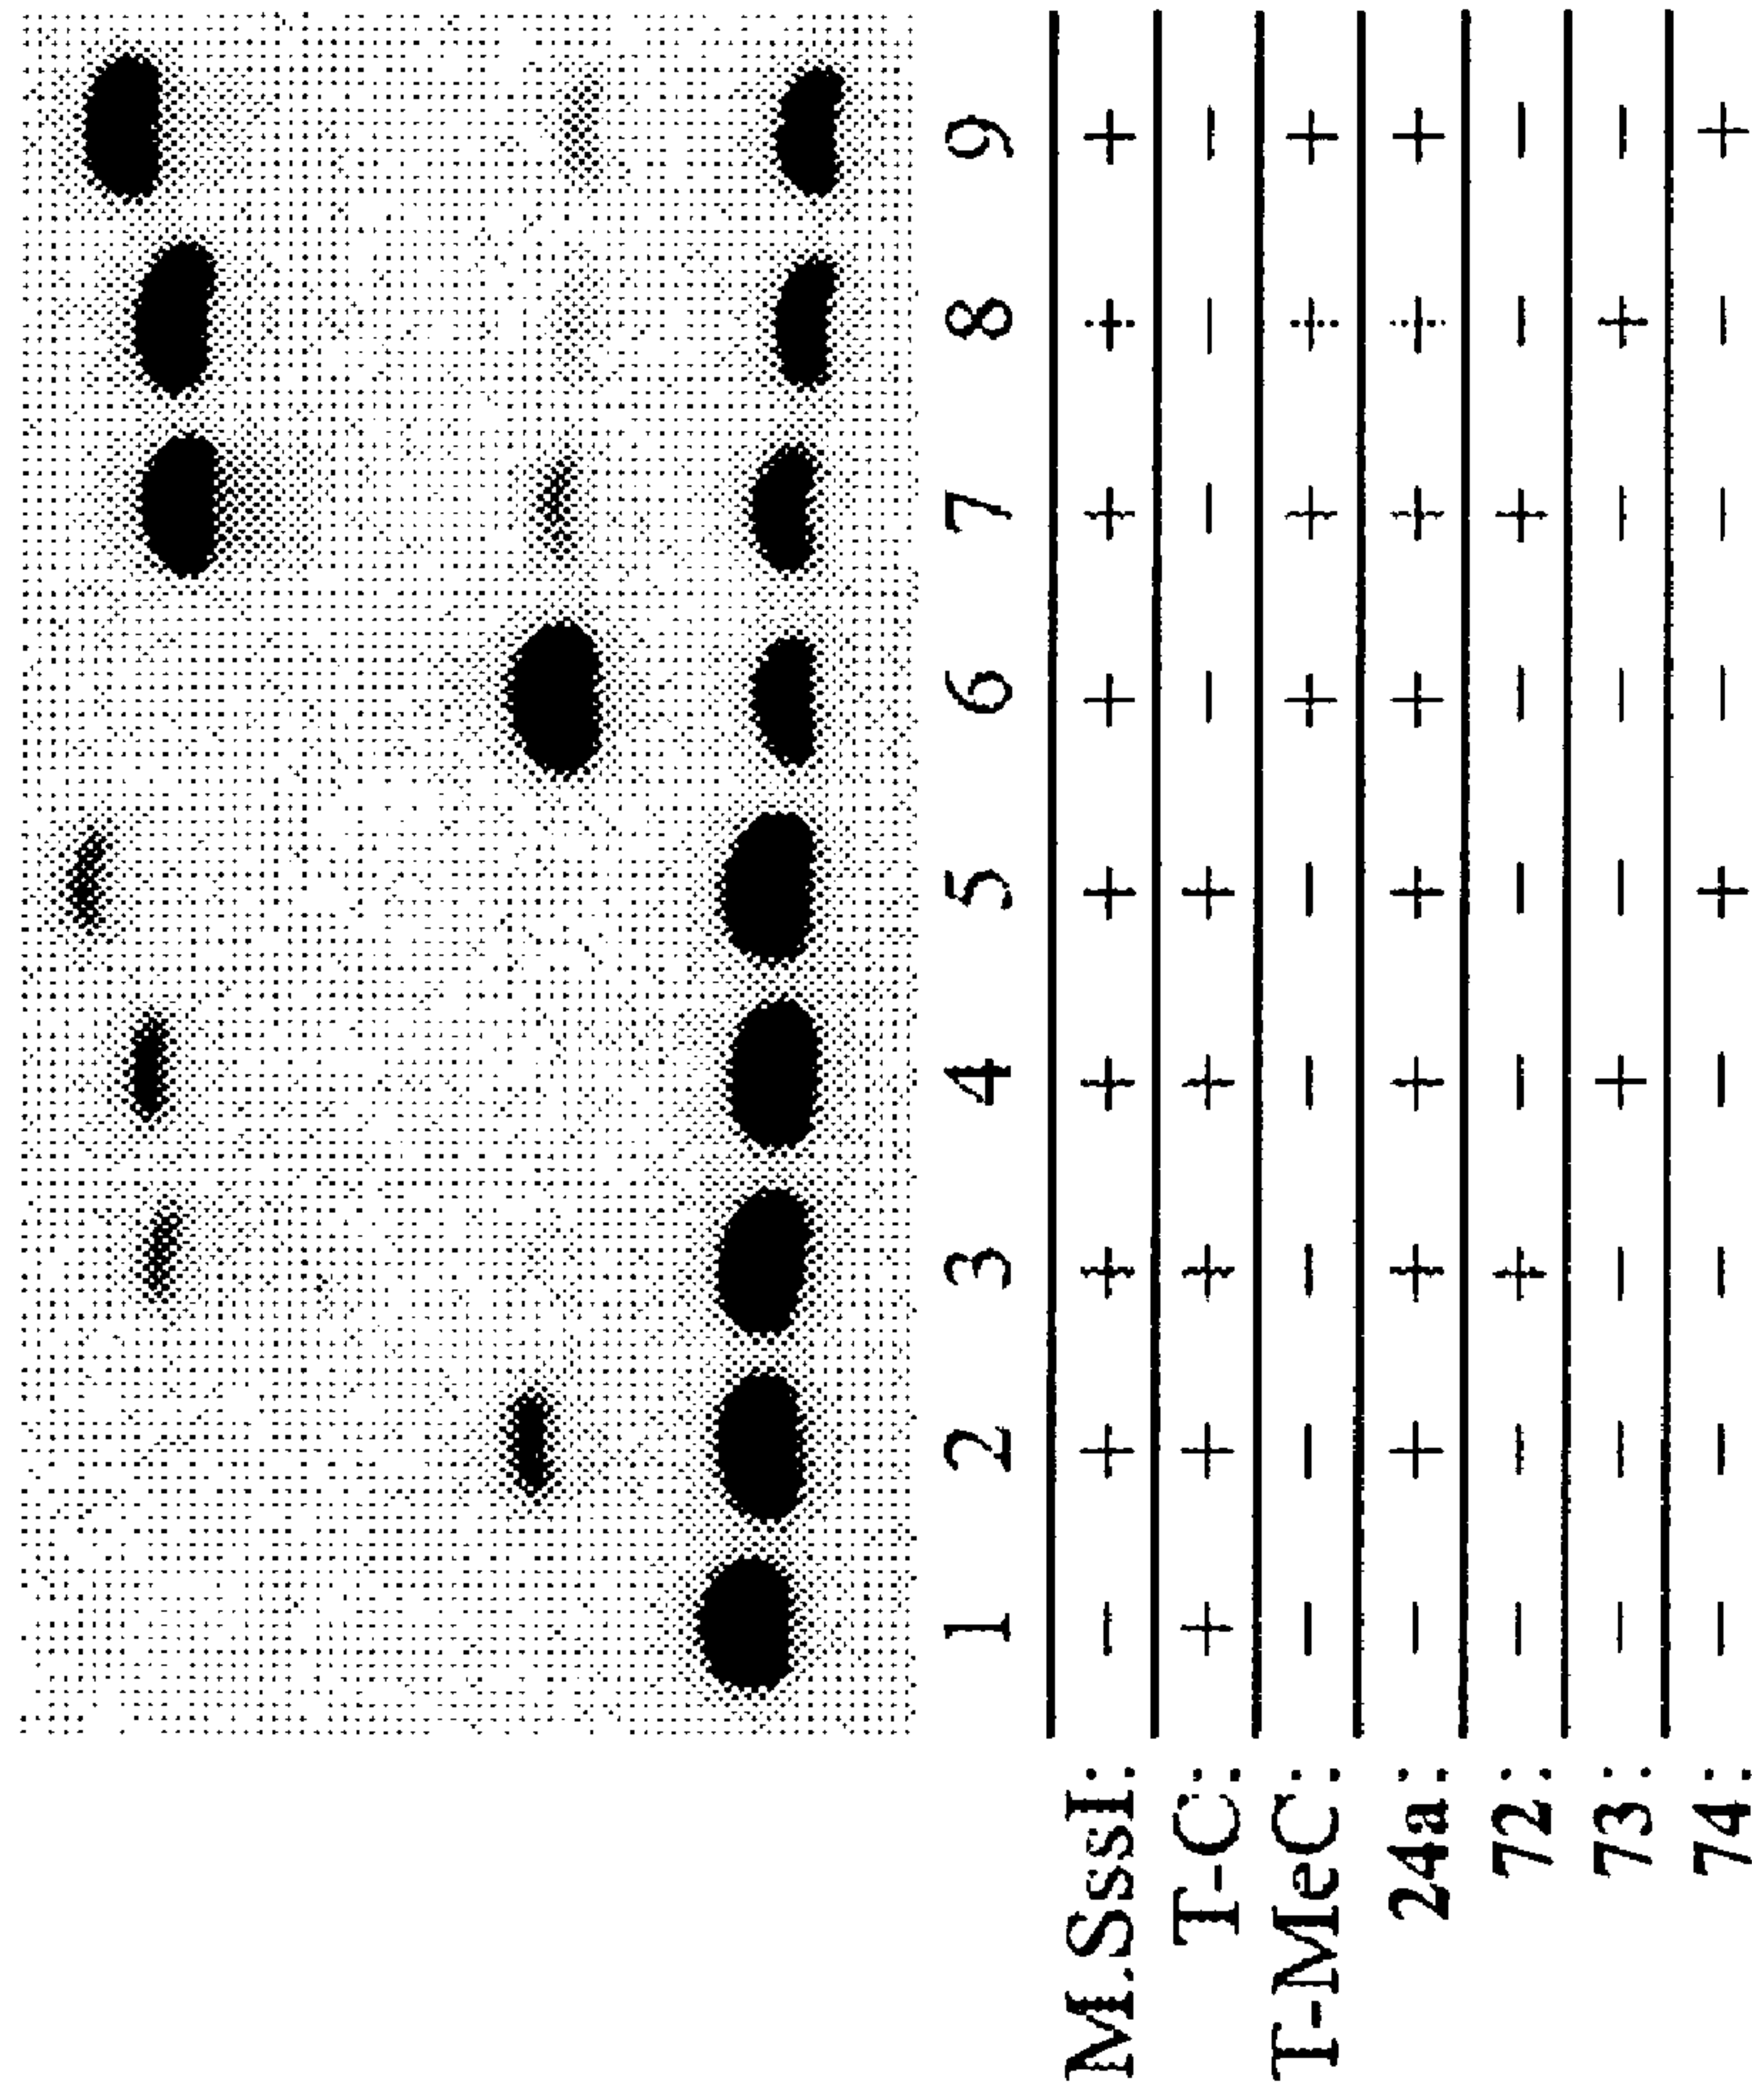 1 2 3 4 5 6 7 8 9
M.SssI: − + + + + + + + +
T-C: + + + + + − − − −
T-MeC: − − − − − + + + +
24a: − + + + + + + + +
72: − − + − − − + − −
73: − − − + − − − + −
74: − − − − + − − − +